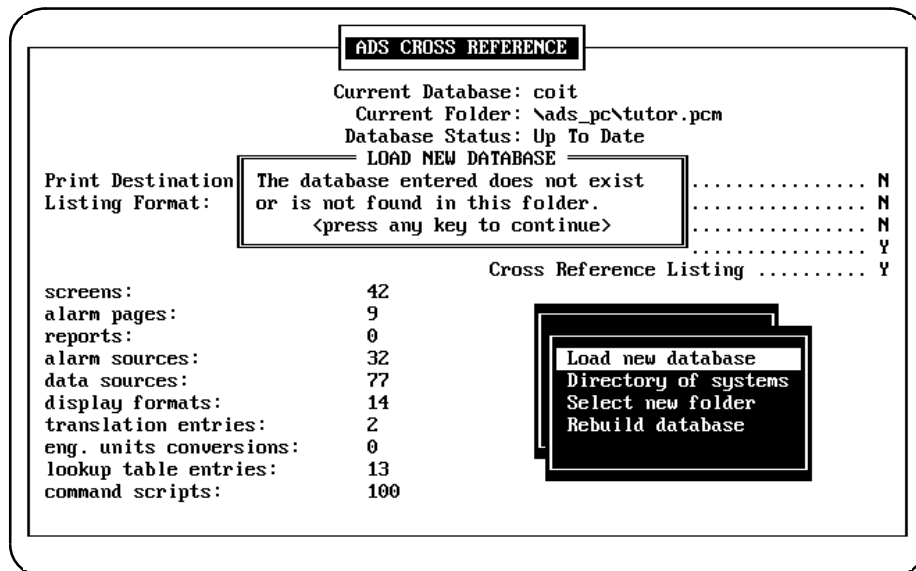 ADS CROSS REFERENCE
Current Database: coit
Current Folder: \ads_pc\tutor.pcm
Database Status: Up To Date
LOAD NEW DATABASE
The database entered does not exist
or is not found in this folder.
<press any key to continue>
Print Destination ................ N
Listing Format: ................ N
................ N
................ Y
Cross Reference Listing .......... Y
screens: 42
alarm pages: 9
reports: 0
alarm sources: 32
data sources: 77
display formats: 14
translation entries: 2
eng. units conversions: 0
lookup table entries: 13
command scripts: 100
Load new database
Directory of systems
Select new folder
Rebuild database